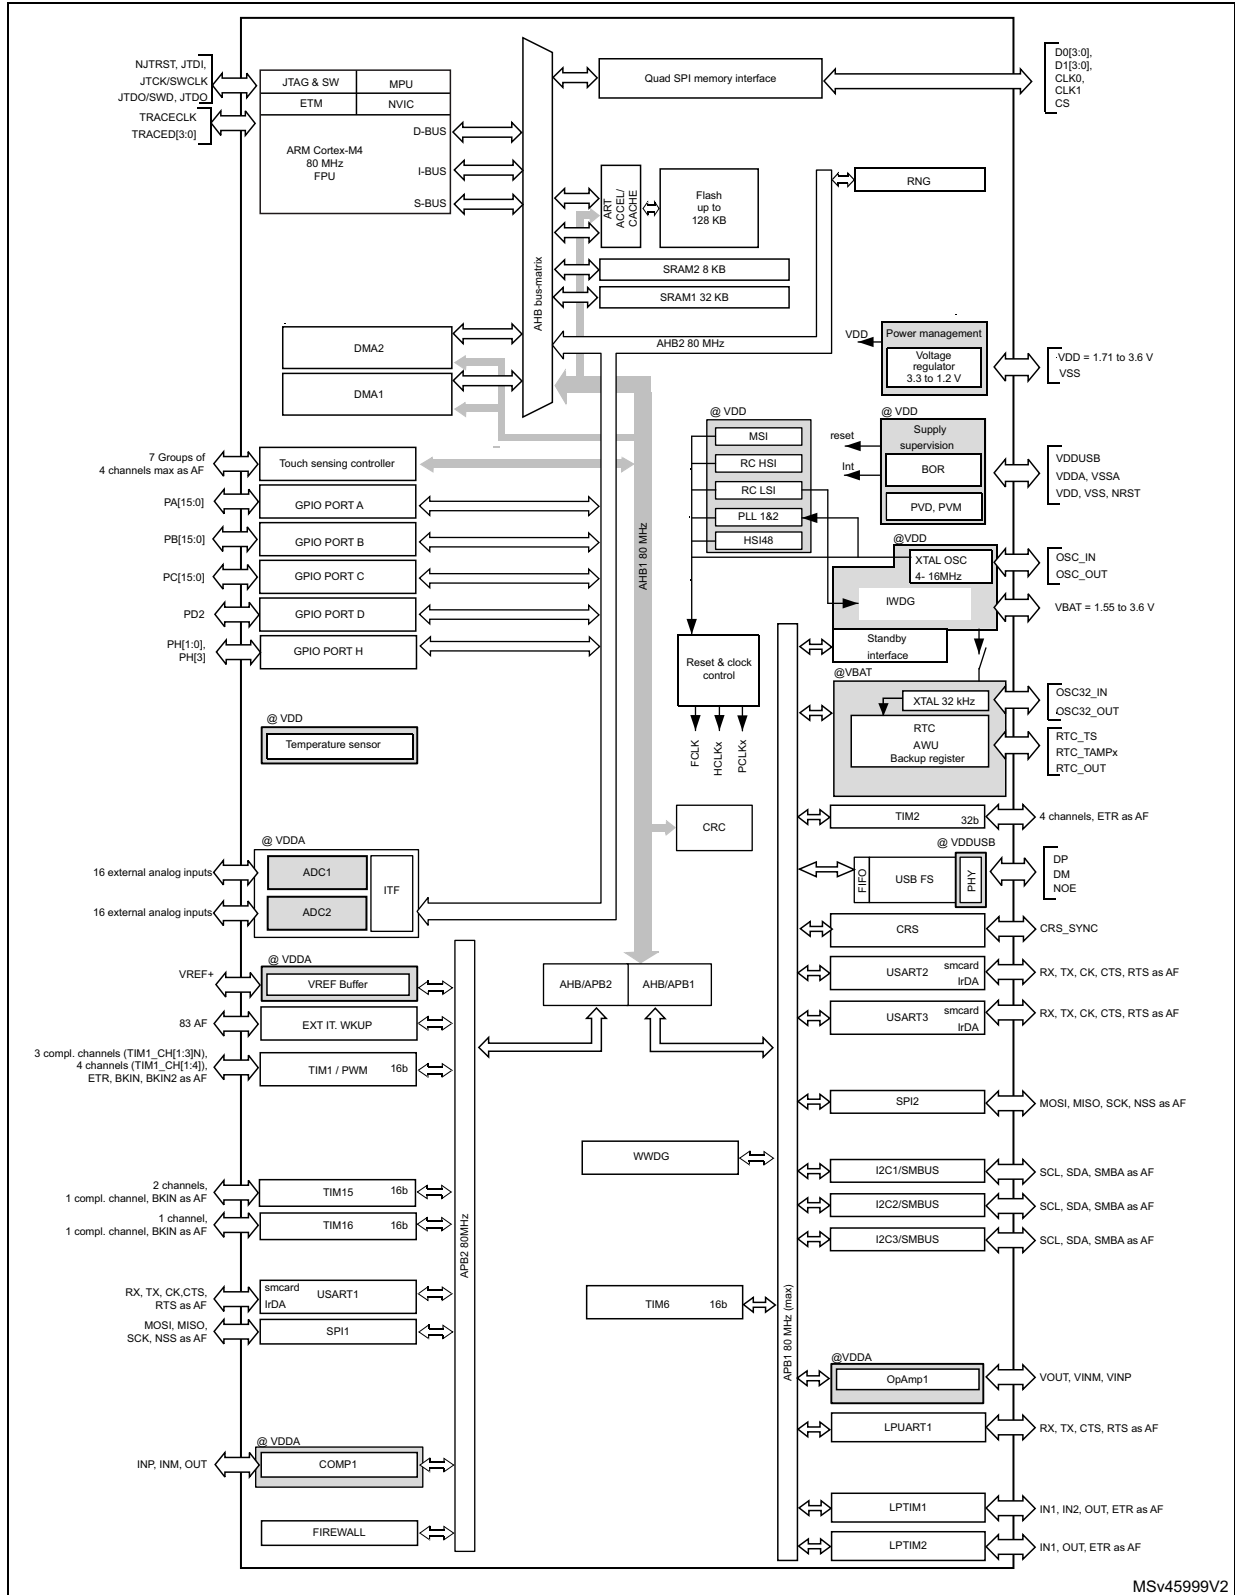 NJTRST, JTDI,
JTCK/SWCLK
JTDO/SWD, JTDO
TRACECLK
TRACED[3:0]
JTAG & SW
MPU
ETM
NVIC
ARM Cortex-M4
80 MHz
FPU
D-BUS
I-BUS
S-BUS
AHB bus-matrix
Quad SPI memory interface
D0[3:0],
D1[3:0],
CLK0,
CLK1
CS
ART
ACCEL/
CACHE
Flash
up to
128 KB
RNG
SRAM2 8 KB
SRAM1 32 KB
AHB2 80 MHz
DMA2
DMA1
VDD
Power management
Voltage
regulator
3.3 to 1.2 V
VDD = 1.71 to 3.6 V
VSS
@ VDD
MSI
RC HSI
RC LSI
PLL 1&2
HSI48
@ VDD
reset
Int
Supply
supervision
BOR
PVD, PVM
VDDUSB
VDDA, VSSA
VDD, VSS, NRST
7 Groups of
4 channels max as AF
Touch sensing controller
PA[15:0]
GPIO PORT A
PB[15:0]
GPIO PORT B
PC[15:0]
GPIO PORT C
PD2
GPIO PORT D
PH[1:0],
PH[3]
GPIO PORT H
AHB1 80 MHz
@VDD
XTAL OSC
4- 16MHz
OSC_IN
OSC_OUT
IWDG
VBAT = 1.55 to 3.6 V
Standby
interface
Reset & clock
control
FCLK
HCLKx
PCLKx
@VBAT
XTAL 32 kHz
OSC32_IN
OSC32_OUT
RTC
AWU
Backup register
RTC_TS
RTC_TAMPx
RTC_OUT
@ VDD
Temperature sensor
CRC
TIM2
32b
4 channels, ETR as AF
@ VDDA
16 external analog inputs
ADC1
ITF
16 external analog inputs
ADC2
@ VDDUSB
FIFO
USB FS
PHY
DP
DM
NOE
CRS
CRS_SYNC
@ VDDA
VREF+
VREF Buffer
AHB/APB2
AHB/APB1
USART2
smcard
IrDA
RX, TX, CK, CTS, RTS as AF
83 AF
EXT IT. WKUP
USART3
smcard
IrDA
RX, TX, CK, CTS, RTS as AF
3 compl. channels (TIM1_CH[1:3]N),
4 channels (TIM1_CH[1:4]),
ETR, BKIN, BKIN2 as AF
TIM1 / PWM
16b
SPI2
MOSI, MISO, SCK, NSS as AF
WWDG
I2C1/SMBUS
SCL, SDA, SMBA as AF
2 channels,
1 compl. channel, BKIN as AF
TIM15
16b
I2C2/SMBUS
SCL, SDA, SMBA as AF
1 channel,
1 compl. channel, BKIN as AF
TIM16
16b
I2C3/SMBUS
SCL, SDA, SMBA as AF
APB2 80MHz
RX, TX, CK,CTS,
RTS as AF
smcard
IrDA
USART1
TIM6
16b
MOSI, MISO,
SCK, NSS as AF
SPI1
APB1 80 MHz (max)
@VDDA
OpAmp1
VOUT, VINM, VINP
LPUART1
RX, TX, CTS, RTS as AF
@ VDDA
INP, INM, OUT
COMP1
LPTIM1
IN1, IN2, OUT, ETR as AF
FIREWALL
LPTIM2
IN1, OUT, ETR as AF
MSv45999V2